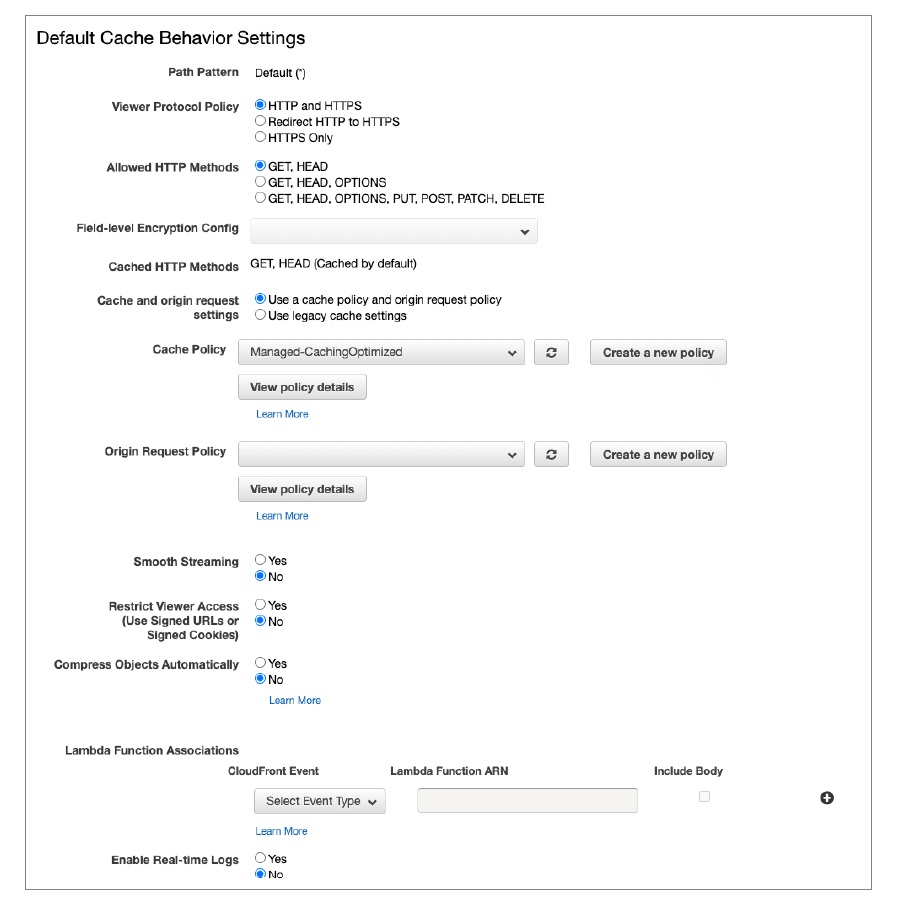 Default Cache Behavior Settings
Path Pattern Default (*)
Viewer Protocol Policy HTTP and HTTPS
Redirect HTTP to HTTPS
HTTPS Only
Allowed HTTP Methods GET, HEAD
GET, HEAD, OPTIONS
GET, HEAD, OPTIONS, PUT, POST, PATCH, DELETE
Field-level Encryption Config
Cached HTTP Methods GET, HEAD (Cached by default)
Cache and origin request settings Use a cache policy and origin request policy
Use legacy cache settings
Cache Policy Managed-CachingOptimized Create a new policy
View policy details
Learn More
Origin Request Policy Create a new policy
View policy details
Learn More
Smooth Streaming Yes
No
Restrict Viewer Access Yes
(Use Signed URLs or No
Signed Cookies)
Compress Objects Automatically Yes
No
Learn More
Lambda Function Associations
CloudFront Event Lambda Function ARN Include Body
Select Event Type
Learn More
Enable Real-time Logs Yes
No